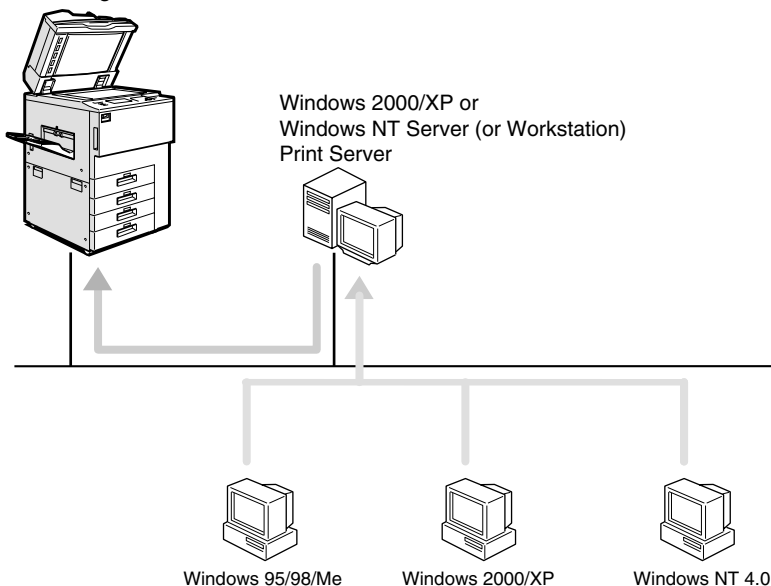 Windows 2000/XP or
Windows NT Server (or Workstation)
Print Server
Windows 95/98/Me
Windows 2000/XP
Windows NT 4.0